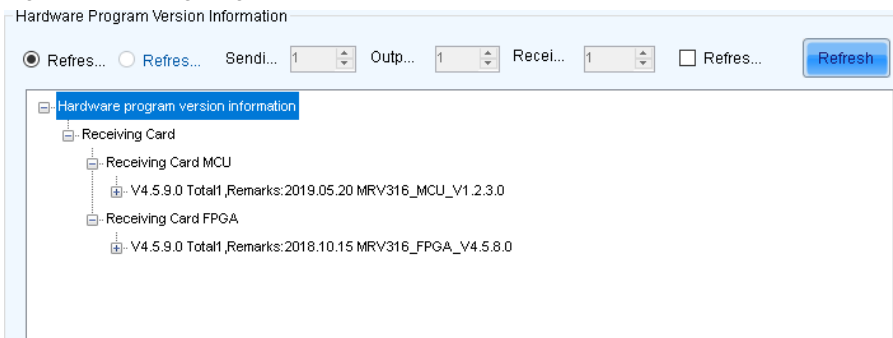 Hardware Program Version Information
Refres... Refres... Sendi... 1 Outp... 1 Recei... 1 Refres... Refresh
Hardware program version information
Receiving Card
Receiving Card MCU
V4.5.9.0 Total1 ,Remarks:2019.05.20 MRV316_MCU_V1.2.3.0
Receiving Card FPGA
V4.5.9.0 Total1 ,Remarks:2018.10.15 MRV316_FPGA_V4.5.8.0